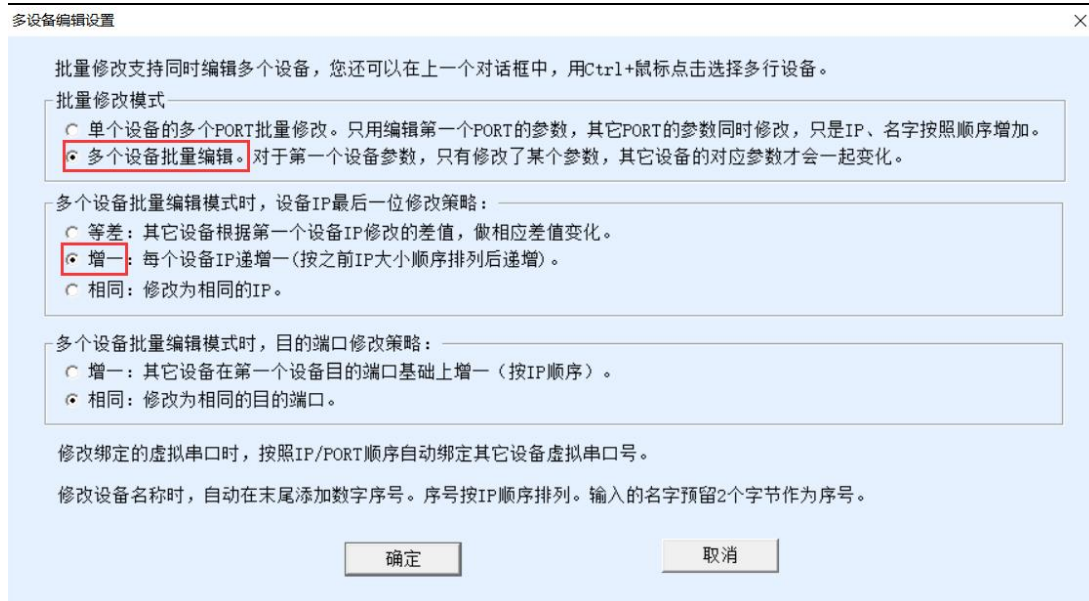 多设备编辑设置
批量修改支持同时编辑多个设备，您还可以在上一个对话框中，用Ctrl+鼠标点击选择多行设备。
批量修改模式
单个设备的多个PORT批量修改。只用编辑第一个PORT的参数，其它PORT的参数同时修改，只是IP、名字按照顺序增加。
多个设备批量编辑。对于第一个设备参数，只有修改了某个参数，其它设备的对应参数才会一起变化。
多个设备批量编辑模式时，设备IP最后一位修改策略：
等差：其它设备根据第一个设备IP修改的差值，做相应差值变化。
增一：每个设备IP递增一(按之前IP大小顺序排列后递增)。
相同：修改为相同的IP。
多个设备批量编辑模式时，目的端口修改策略：
增一：其它设备在第一个设备目的端口基础上增一（按IP顺序）。
相同：修改为相同的目的端口。
修改绑定的虚拟串口时，按照IP/PORT顺序自动绑定其它设备虚拟串口号。
修改设备名称时，自动在末尾添加数字序号。序号按IP顺序排列。输入的名字预留2个字节作为序号。
确定
取消